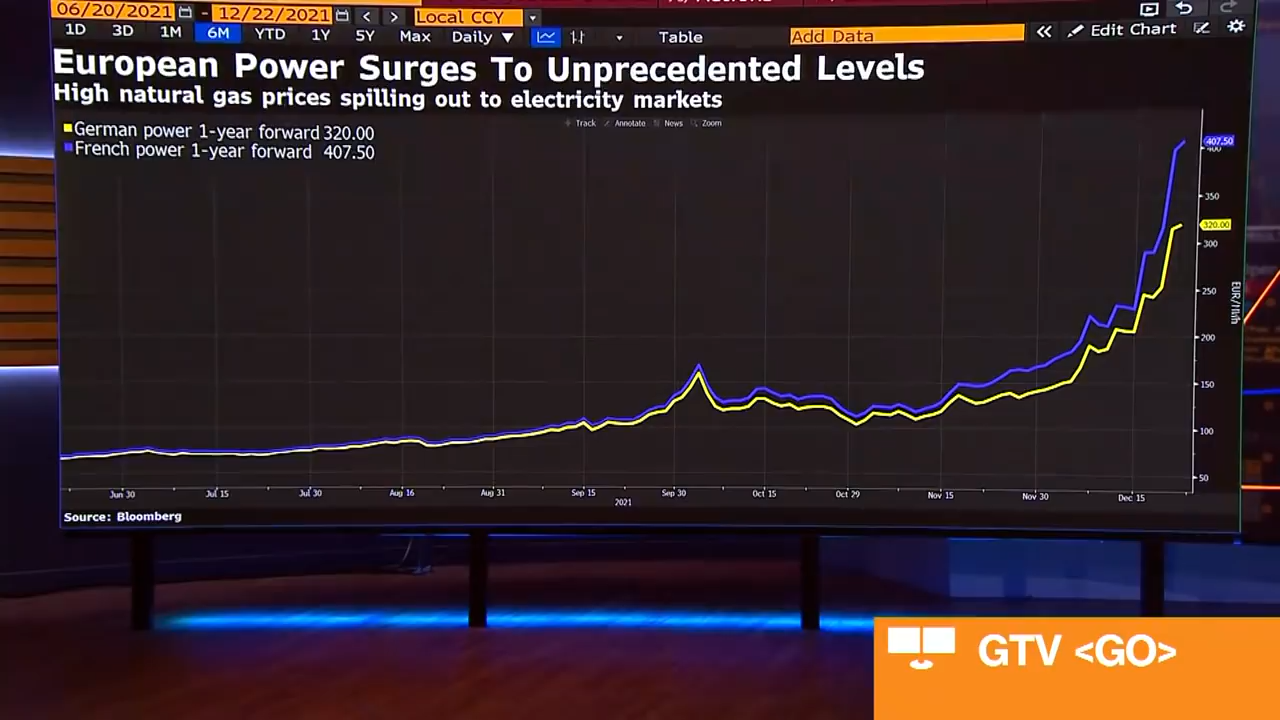 06/20/2021 - 12/22/2021 < > Local CCY
1D 3D 1M 6M YTD 1Y 5Y Max Daily ▼ Table Add Data « Edit Chart
European Power Surges To Unprecedented Levels
High natural gas prices spilling out to electricity markets
Track Annotate News Zoom
German power 1-year forward 320.00
French power 1-year forward 407.50
407.50
400
350
320.00
300
250
EUR/MWh
200
150
100
50
Jun 30 Jul 15 Jul 30 Aug 16 Aug 31 Sep 15 Sep 30 Oct 15 Oct 29 Nov 15 Nov 30 Dec 15
2021
Source: Bloomberg
GTV <GO>